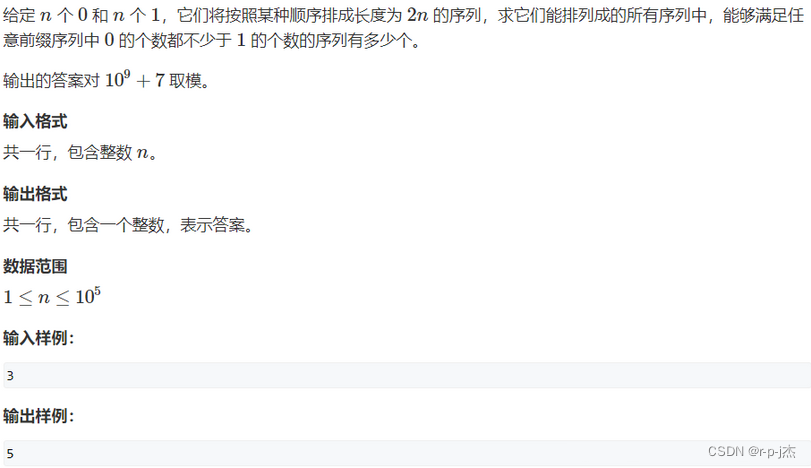 给定 n 个 0 和 n 个 1，它们将按照某种顺序排成长度为 2n 的序列，求它们能排列成的所有序列中，能够满足任
意前缀序列中 0 的个数都不少于 1 的个数的序列有多少个。
输出的答案对 10⁹ + 7 取模。
输入格式
共一行，包含整数 n。
输出格式
共一行，包含一个整数，表示答案。
数据范围
1 ≤ n ≤ 10⁵
输入样例：
3
输出样例：
5
CSDN @r-p-j杰